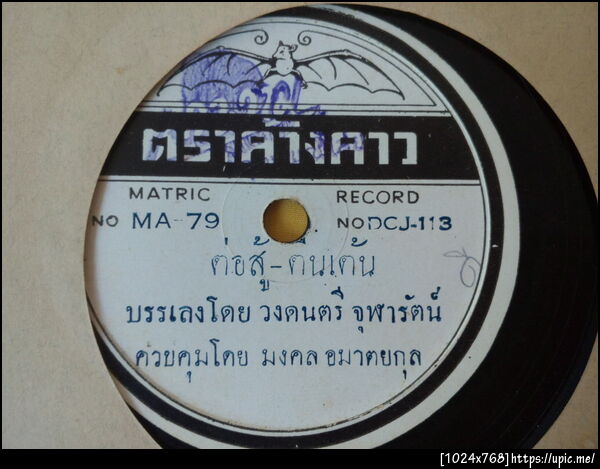 ตราค้างคาว
MATRIC RECORD
NO MA-79 NO DCJ-113
ต่อสู้-ตื่นเต้น
บรรเลงโดย วงดนตรี จุฬารัตน์
ควบคุมโดย มงคล อมาตยกุล
[1024x768]https://upic.me/